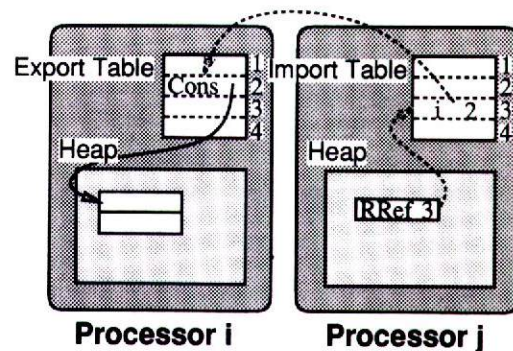 Export Table
Cons
1
2
3
4
Heap
Processor i
Import Table
i 2
1
2
3
4
Heap
RRef 3
Processor j